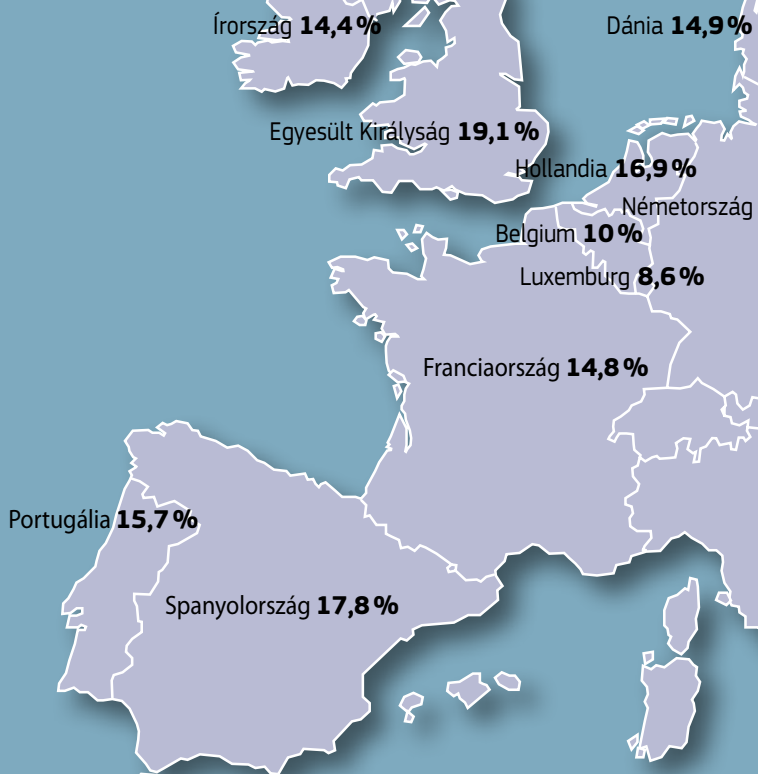 Írország 14,4 %
Dánia 14,9 %
Egyesült Királyság 19,1 %
Hollandia 16,9 %
Németország
Belgium 10 %
Luxemburg 8,6 %
Franciaország 14,8 %
Portugália 15,7 %
Spanyolország 17,8 %